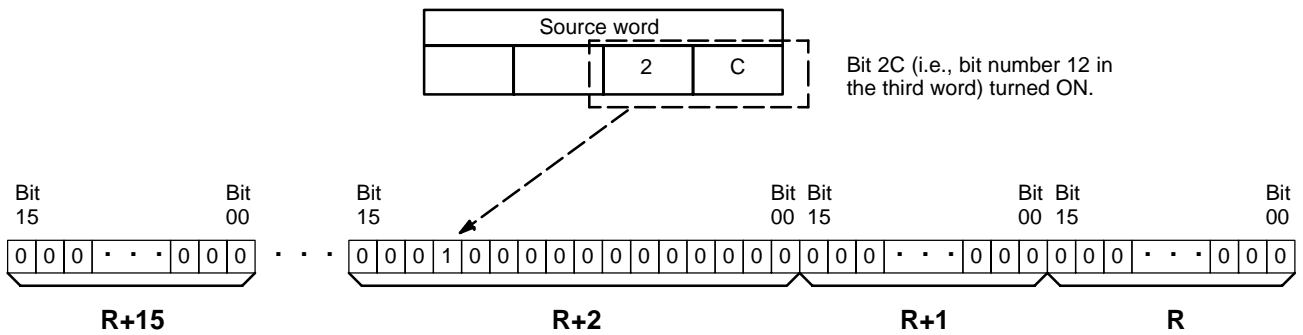 Source word
2 C
Bit 2C (i.e., bit number 12 in
the third word) turned ON.
Bit Bit Bit Bit Bit Bit Bit Bit
15 00 15 00 15 00 15 00
0 0 0 · · · 0 0 0 · · · 0 0 0 1 0 0 0 0 0 0 0 0 0 0 0 0 0 0 0 · · · 0 0 0 0 0 0 · · · 0 0 0
R+15 R+2 R+1 R